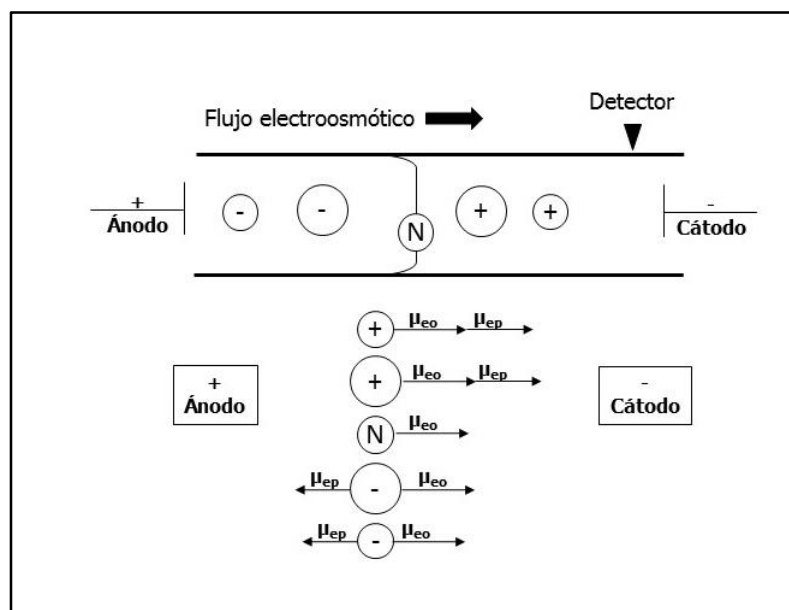 Detector
Flujo electroosmótico
+
Ánodo
-
-
N
+
+
-
Cátodo
+ μeo μep
+ μeo μep
+
Ánodo
-
Cátodo
N μeo
μep - μeo
μep - μeo